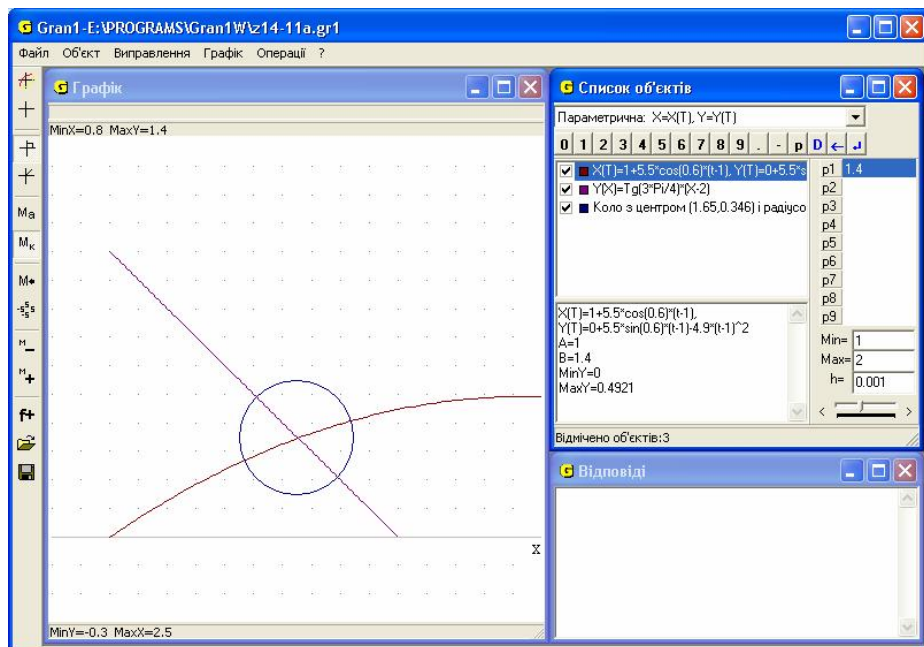 Gran1-E:\PROGRAMS\Gran1W\z14-11a.gr1
Файл Об'єкт Виправлення Графік Операції ?
Графік
MinX=0.8 MaxY=1.4
X
MinY=-0.3 MaxX=2.5
Ма
Мк
М
-5 5 s
М
М +
f+
Список об'єктів
Параметрична: X=X(T), Y=Y(T)
0 1 2 3 4 5 6 7 8 9 . - p D ← ↲
X(T)=1+5.5*cos(0.6)*(t-1), Y(T)=0+5.5*s
Y(X)=Tg(3*Pi/4)*(X-2)
Коло з центром (1.65,0.346) і радіусо
p1 1.4
p2
p3
p4
p5
p6
p7
p8
p9
X(T)=1+5.5*cos(0.6)*(t-1),
Y(T)=0+5.5*sin(0.6)*(t-1)-4.9*(t-1)^2
A=1
B=1.4
MinY=0
MaxY=0.4921
Min= 1
Max= 2
h= 0.001
< >
Відмічено об'єктів:3
Відповіді